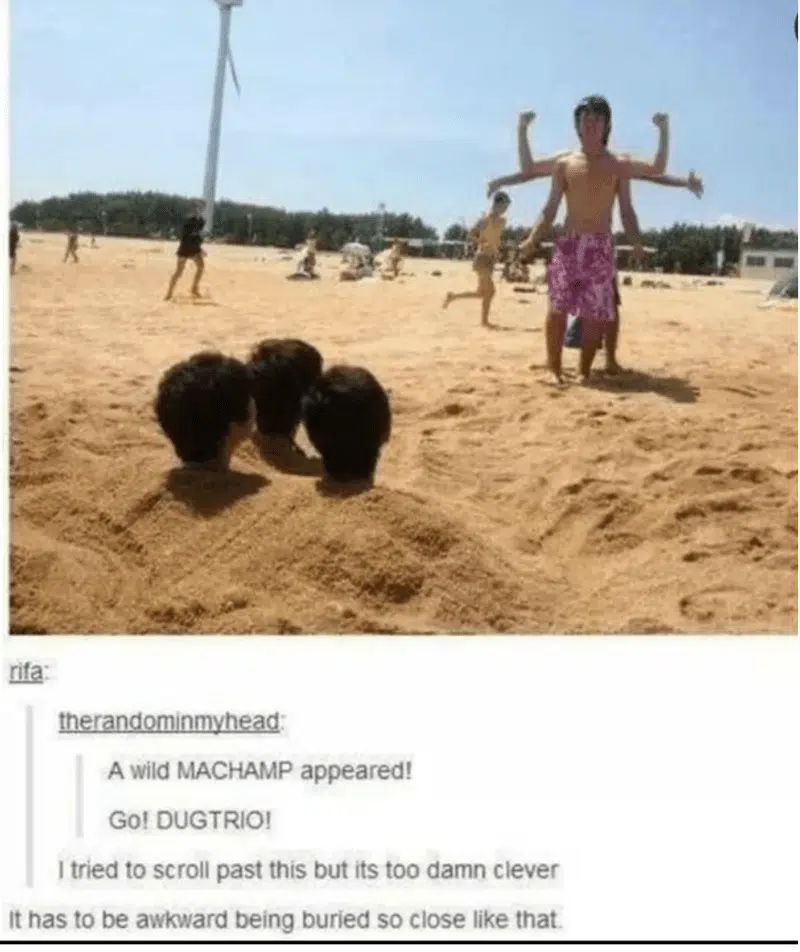 rifa:
therandominmyhead:
A wild MACHAMP appeared!
Go! DUGTRIO!
I tried to scroll past this but its too damn clever
It has to be awkward being buried so close like that.